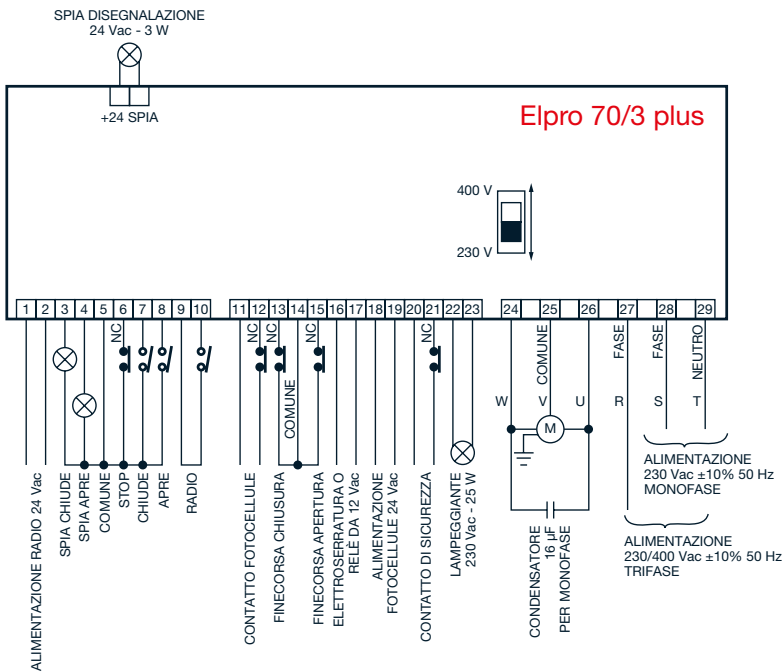 SPIA DISEGNALAZIONE
24 Vac - 3 W
+24 SPIA
Elpro 70/3 plus
400 V
230 V
1 2 3 4 5 6 7 8 9 10 11 12 13 14 15 16 17 18 19 20 21 22 23 24 25 26 27 28 29
NC
NC
NC
NC
NC
ALIMENTAZIONE RADIO 24 Vac
SPIA CHIUDE
SPIA APRE
COMUNE
STOP
CHIUDE
APRE
RADIO
CONTATTO FOTOCELLULE
FINECORSA CHIUSURA
COMUNE
FINECORSA APERTURA
ELETTROSERRATURA O
RELÈ DA 12 Vac
ALIMENTAZIONE
FOTOCELLULE 24 Vac
CONTATTO DI SICUREZZA
LAMPEGGIANTE
230 Vac - 25 W
COMUNE
FASE
FASE
NEUTRO
W V U R S T
M
CONDENSATORE
16 µF
PER MONOFASE
ALIMENTAZIONE
230 Vac ±10% 50 Hz
MONOFASE
ALIMENTAZIONE
230/400 Vac ±10% 50 Hz
TRIFASE